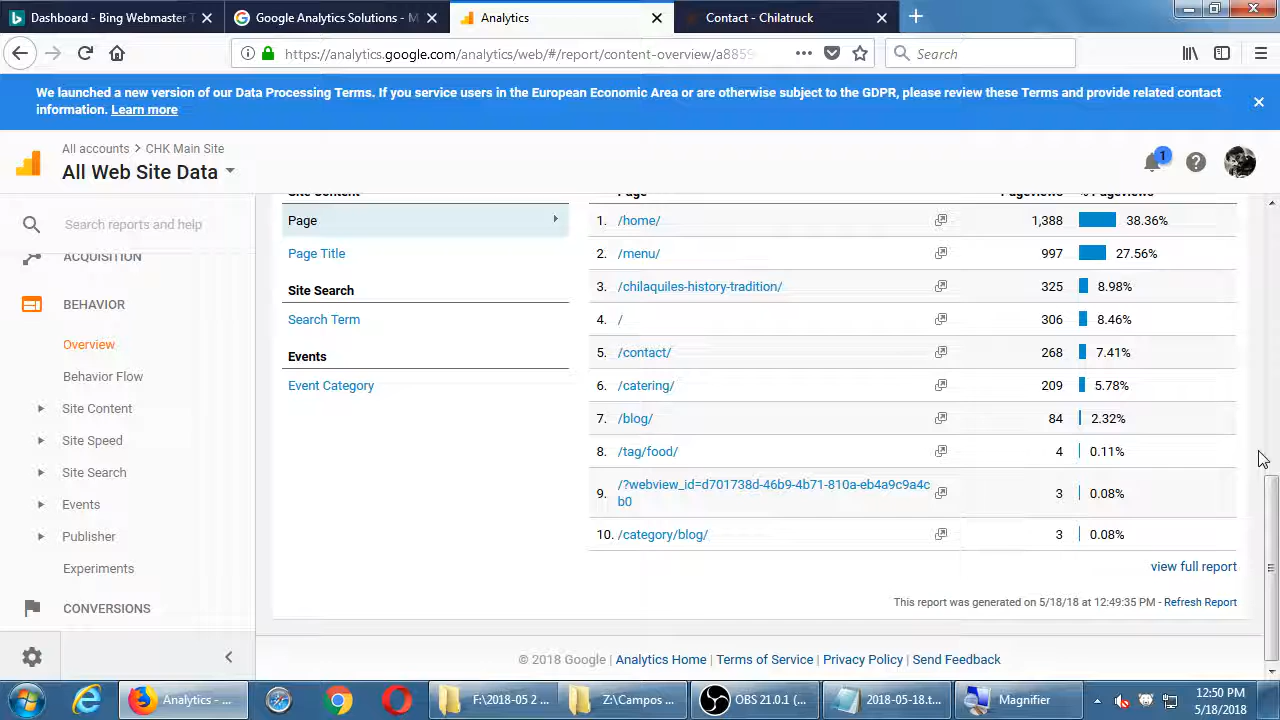 Dashboard - Bing Webmaster T
Google Analytics Solutions - M
Analytics
Contact - Chilatruck
https://analytics.google.com/analytics/web/#/report/content-overview/a8859
Search
We launched a new version of our Data Processing Terms. If you service users in the European Economic Area or are otherwise subject to the GDPR, please review these Terms and provide related contact
information. Learn more
All accounts > CHK Main Site
All Web Site Data
1
Search reports and help
ACQUISITION
BEHAVIOR
Overview
Behavior Flow
Site Content
Site Speed
Site Search
Events
Publisher
Experiments
CONVERSIONS
Site Content
Page
Page Title
Site Search
Search Term
Events
Event Category
Page Pageviews % Pageviews
1. /home/ 1,388 38.36%
2. /menu/ 997 27.56%
3. /chilaquiles-history-tradition/ 325 8.98%
4. / 306 8.46%
5. /contact/ 268 7.41%
6. /catering/ 209 5.78%
7. /blog/ 84 2.32%
8. /tag/food/ 4 0.11%
9. /?webview_id=d701738d-46b9-4b71-810a-eb4a9c9a4c
b0 3 0.08%
10. /category/blog/ 3 0.08%
view full report
This report was generated on 5/18/18 at 12:49:35 PM - Refresh Report
© 2018 Google | Analytics Home | Terms of Service | Privacy Policy | Send Feedback
Analytics - ...
F:\2018-05 2 ...
Z:\Campos ...
OBS 21.0.1 (...
2018-05-18.t...
Magnifier
12:50 PM
5/18/2018